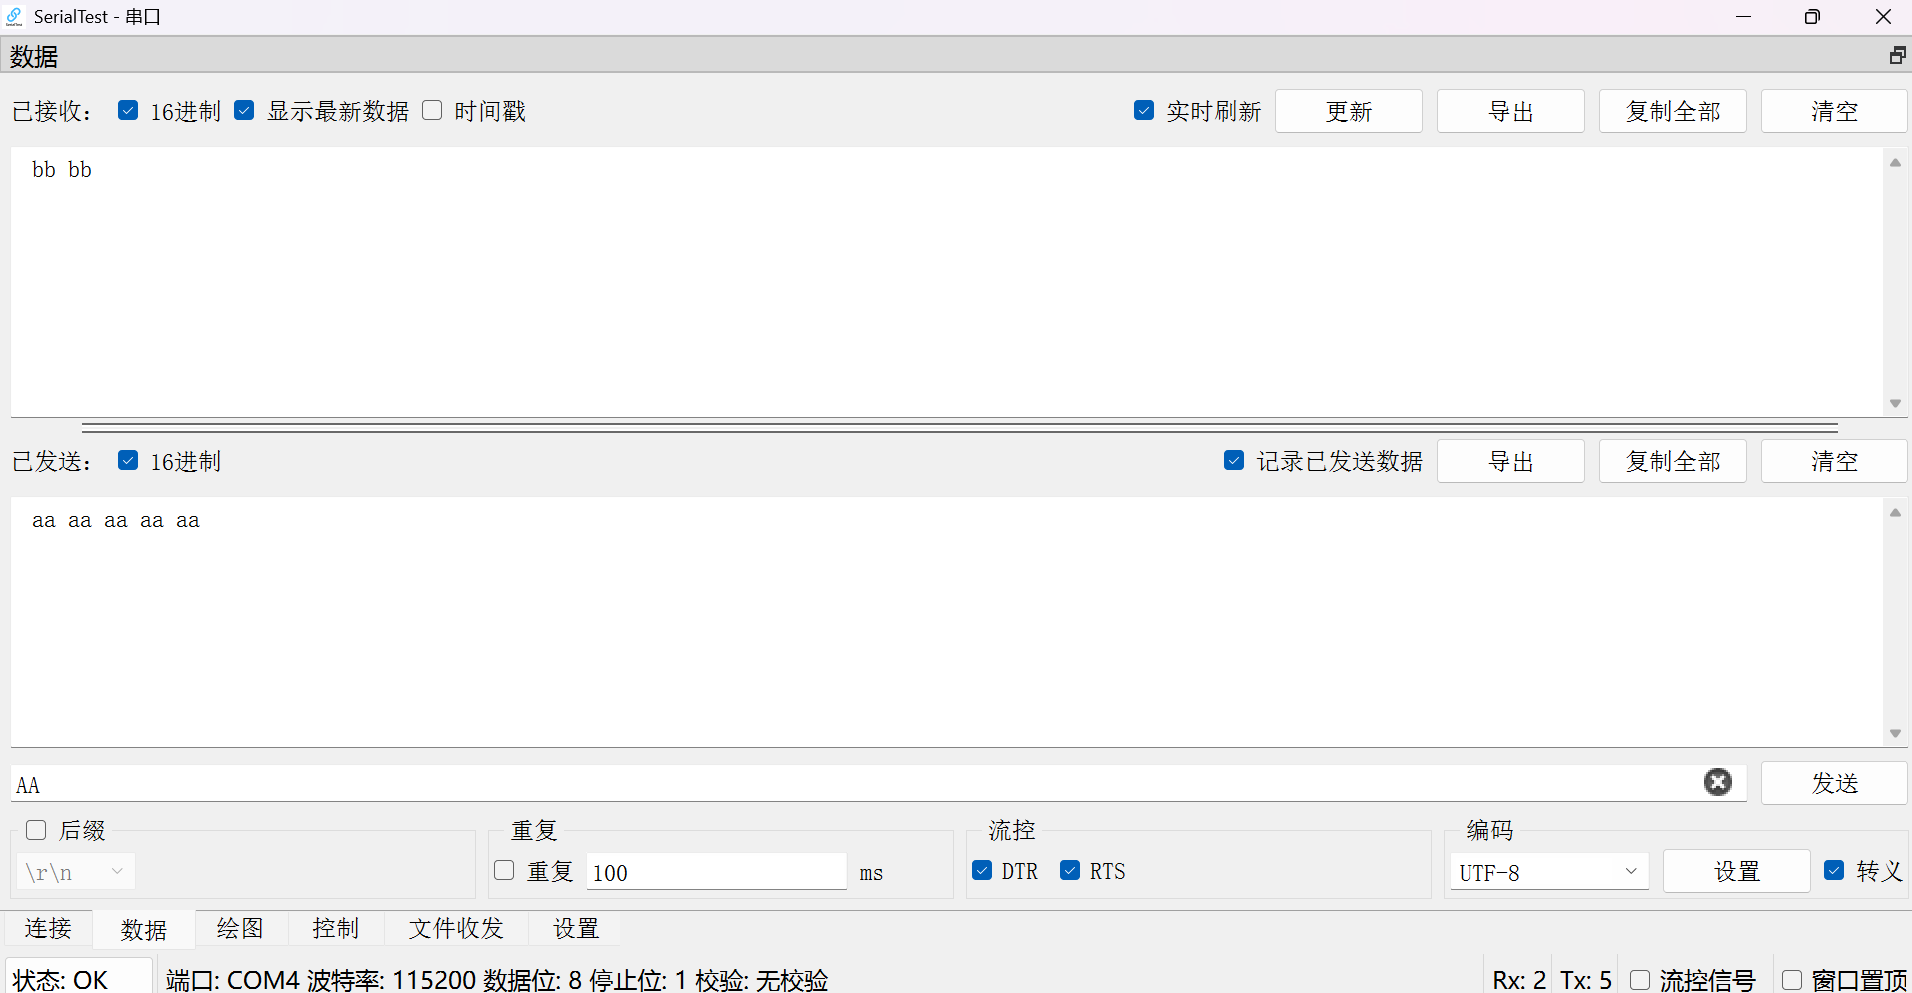 SerialTest - 串口
数据
已接收： 16进制 显示最新数据 时间戳 实时刷新 更新 导出 复制全部 清空
bb bb
已发送： 16进制 记录已发送数据 导出 复制全部 清空
aa aa aa aa aa
AA 发送
后缀 重复 流控 编码
\r\n 重复 100 ms DTR RTS UTF-8 设置 转义
连接 数据 绘图 控制 文件收发 设置
状态: OK 端口: COM4 波特率: 115200 数据位: 8 停止位: 1 校验: 无校验 Rx: 2 Tx: 5 流控信号 窗口置顶